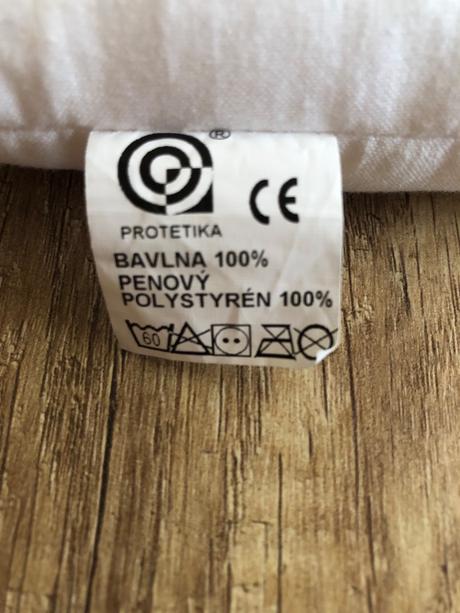 ®
CE
PROTETIKA
BAVLNA 100%
PENOVÝ
POLYSTYRÉN 100%
60